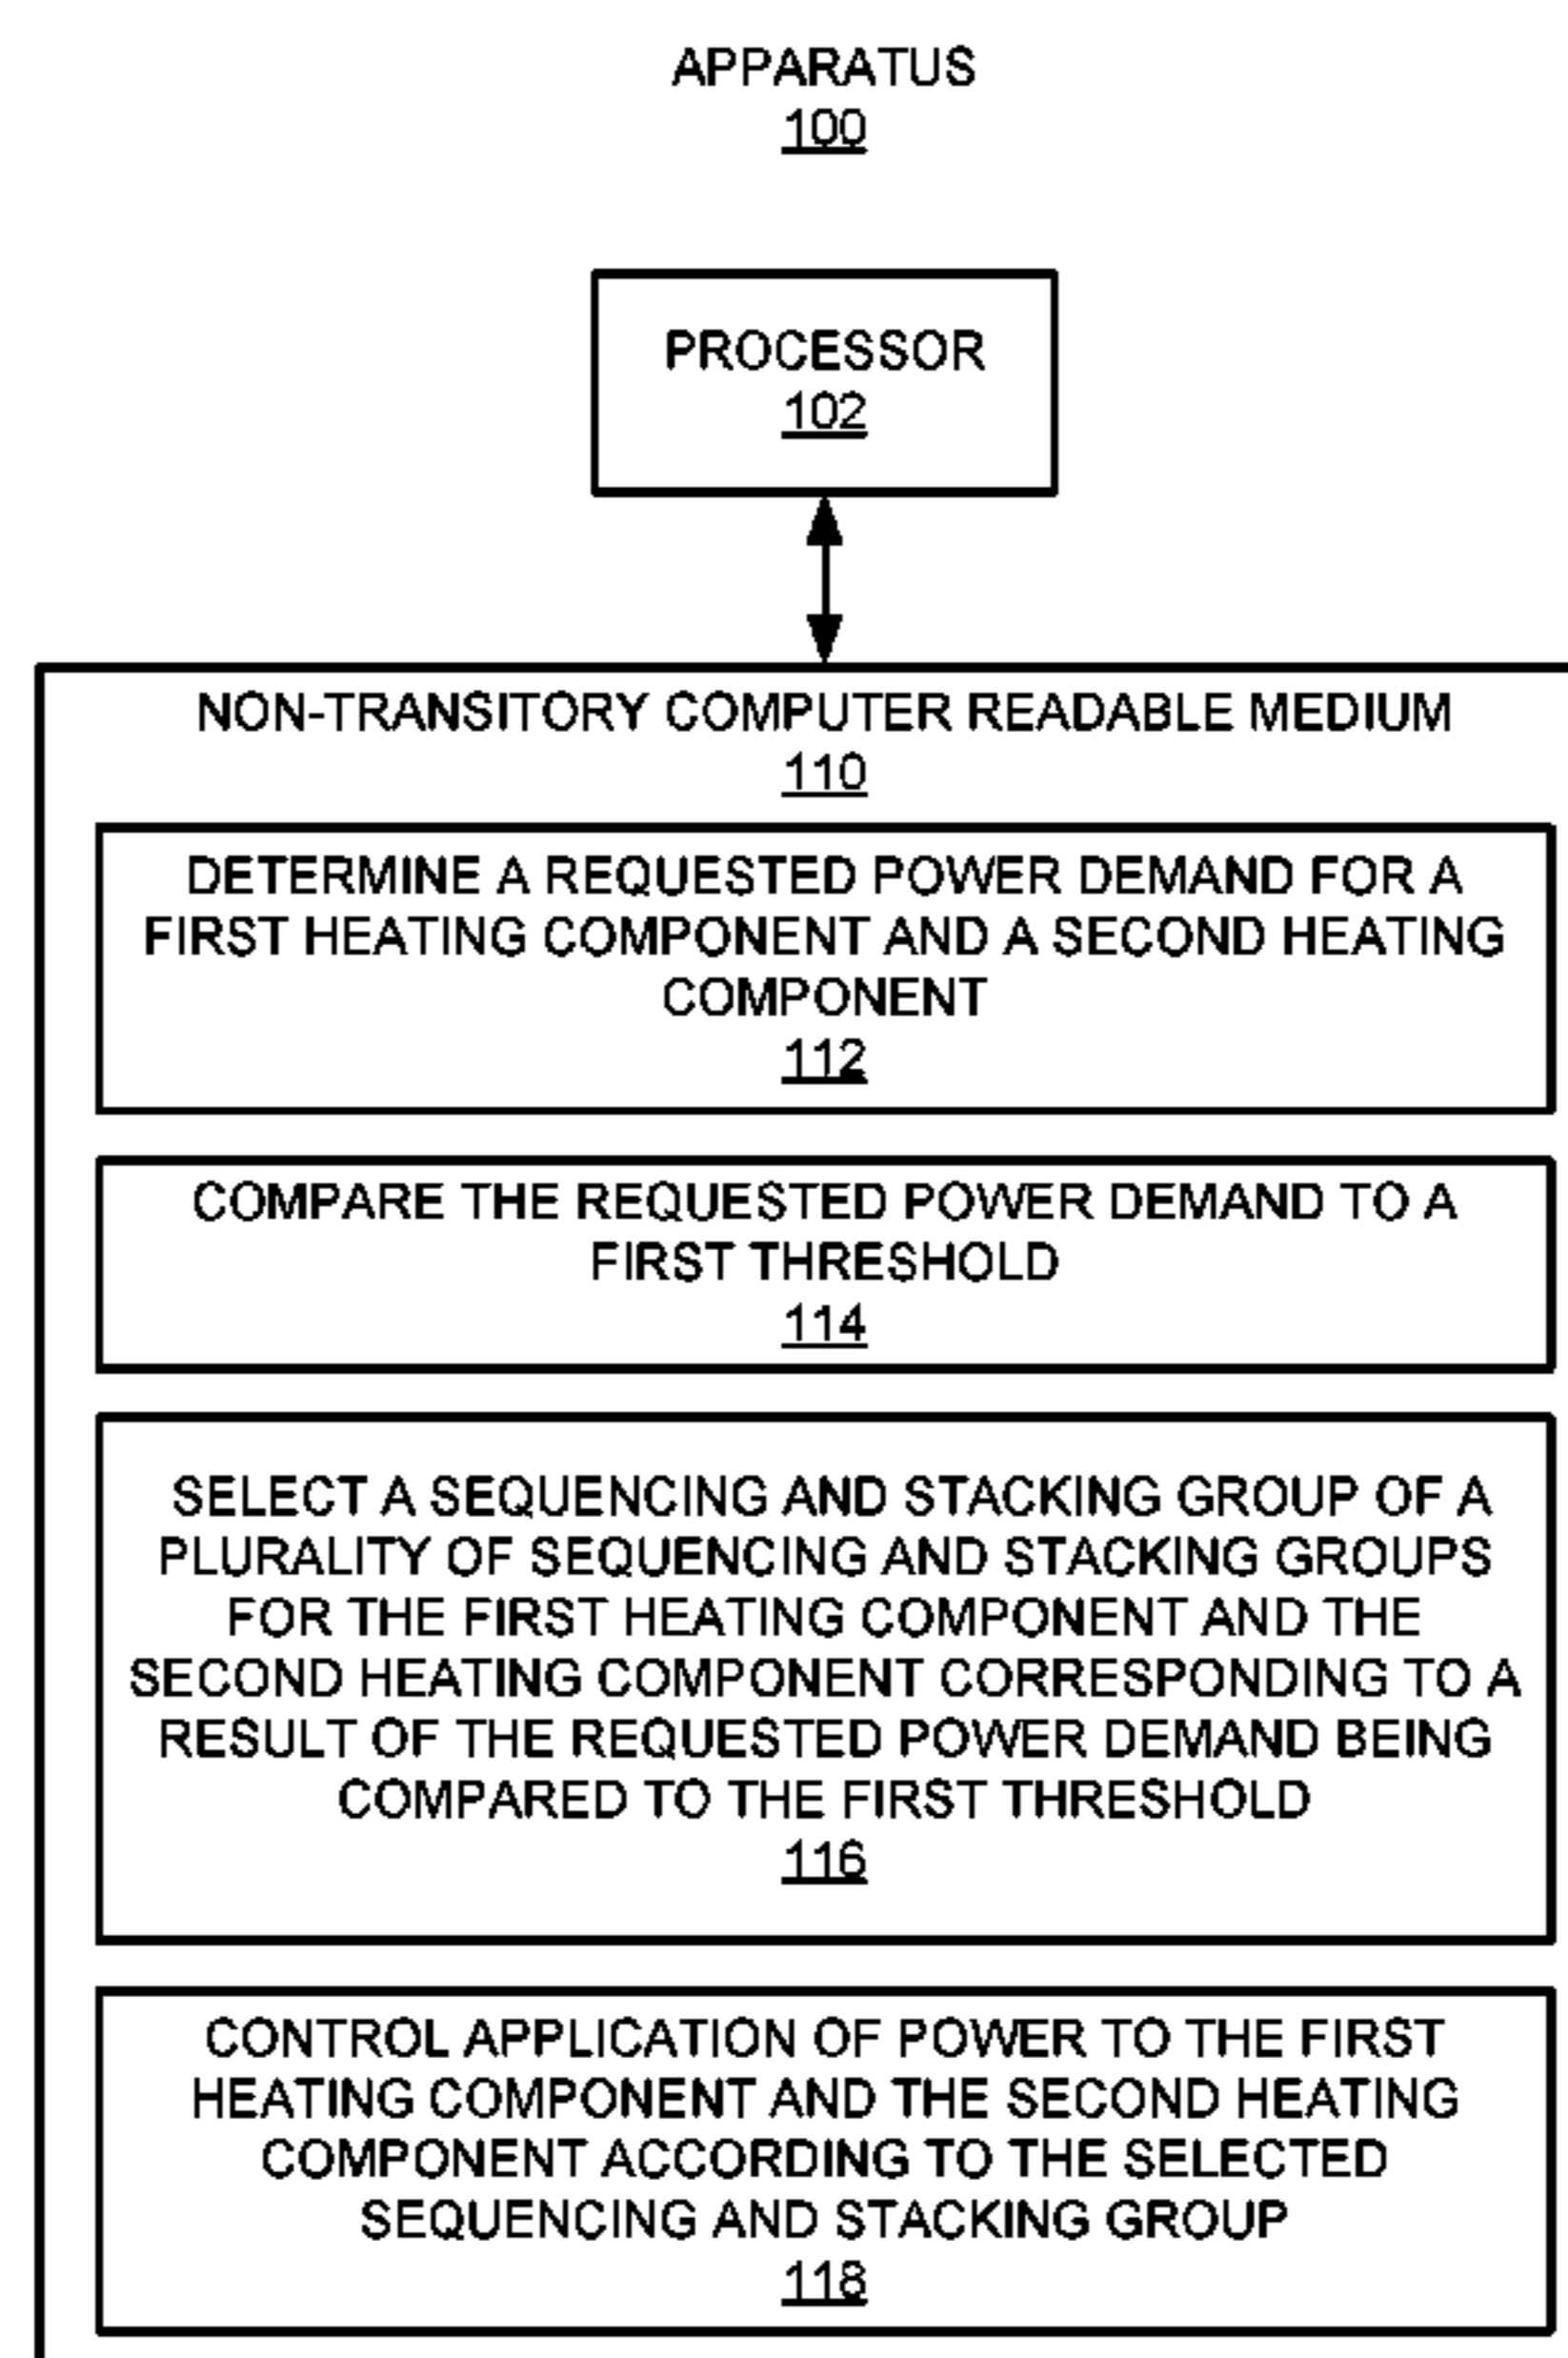 APPARATUS
100
PROCESSOR
102
NON-TRANSITORY COMPUTER READABLE MEDIUM
110
DETERMINE A REQUESTED POWER DEMAND FOR A
FIRST HEATING COMPONENT AND A SECOND HEATING
COMPONENT
112
COMPARE THE REQUESTED POWER DEMAND TO A
FIRST THRESHOLD
114
SELECT A SEQUENCING AND STACKING GROUP OF A
PLURALITY OF SEQUENCING AND STACKING GROUPS
FOR THE FIRST HEATING COMPONENT AND THE
SECOND HEATING COMPONENT CORRESPONDING TO A
RESULT OF THE REQUESTED POWER DEMAND BEING
COMPARED TO THE FIRST THRESHOLD
116
CONTROL APPLICATION OF POWER TO THE FIRST
HEATING COMPONENT AND THE SECOND HEATING
COMPONENT ACCORDING TO THE SELECTED
SEQUENCING AND STACKING GROUP
118